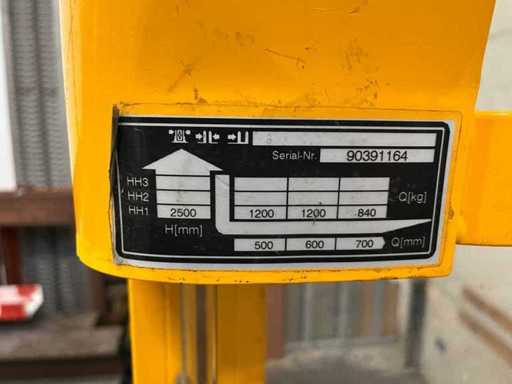 Serial-Nr. 90391164
HH3
HH2 Q[kg]
HH1 2500 1200 1200 840
H[mm]
500 600 700 Q[mm]